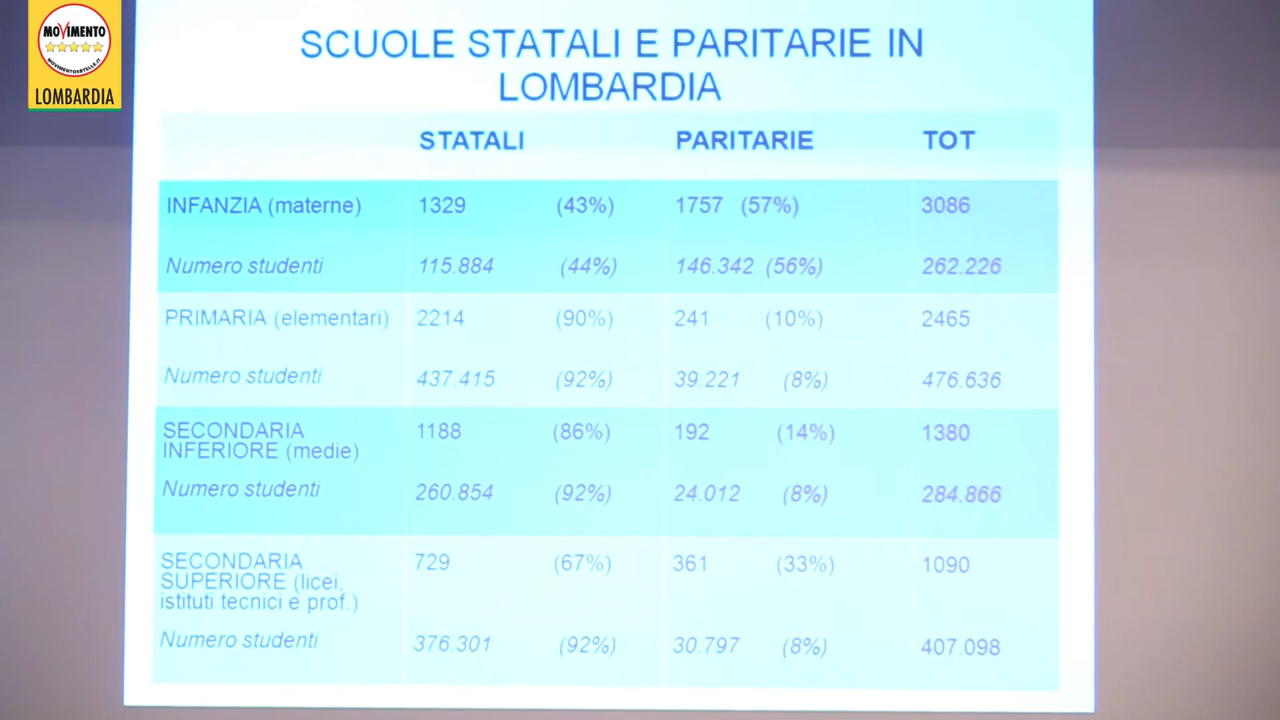 MOVIMENTO
MOVIMENTO5STELLE.IT
LOMBARDIA
SCUOLE STATALI E PARITARIE IN
LOMBARDIA
STATALI PARITARIE TOT
INFANZIA (materne) 1329 (43%) 1757 (57%) 3086
Numero studenti 115.884 (44%) 146.342 (56%) 262.226
PRIMARIA (elementari) 2214 (90%) 241 (10%) 2465
Numero studenti 437.415 (92%) 39.221 (8%) 476.636
SECONDARIA 1188 (86%) 192 (14%) 1380
INFERIORE (medie)
Numero studenti 260.854 (92%) 24.012 (8%) 284.866
SECONDARIA 729 (67%) 361 (33%) 1090
SUPERIORE (licei,
istituti tecnici e prof.)
Numero studenti 376.301 (92%) 30.797 (8%) 407.098